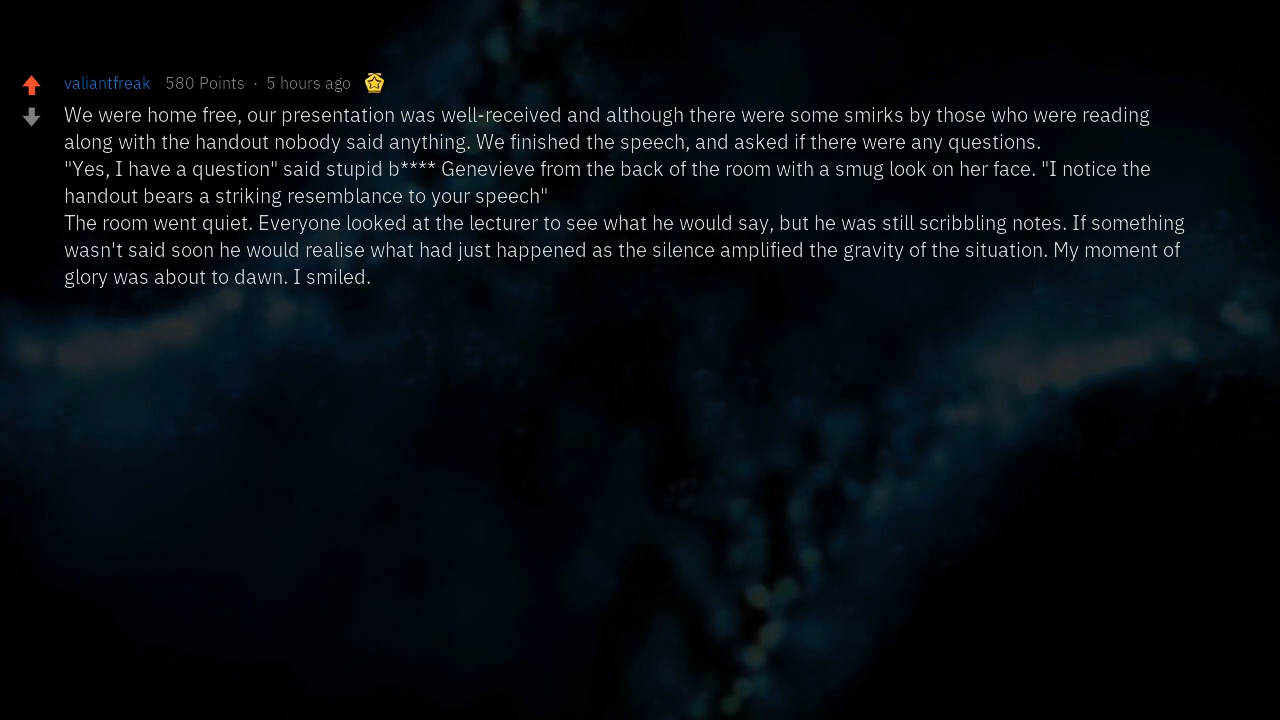 valiantfreak 580 Points · 5 hours ago
We were home free, our presentation was well-received and although there were some smirks by those who were reading
along with the handout nobody said anything. We finished the speech, and asked if there were any questions.
"Yes, I have a question" said stupid b**** Genevieve from the back of the room with a smug look on her face. "I notice the
handout bears a striking resemblance to your speech"
The room went quiet. Everyone looked at the lecturer to see what he would say, but he was still scribbling notes. If something
wasn't said soon he would realise what had just happened as the silence amplified the gravity of the situation. My moment of
glory was about to dawn. I smiled.